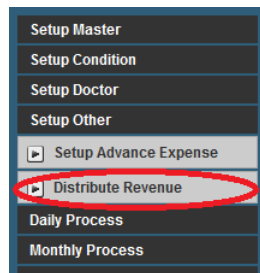 Setup Master
Setup Condition
Setup Doctor
Setup Other
Setup Advance Expense
Distribute Revenue
Daily Process
Monthly Process